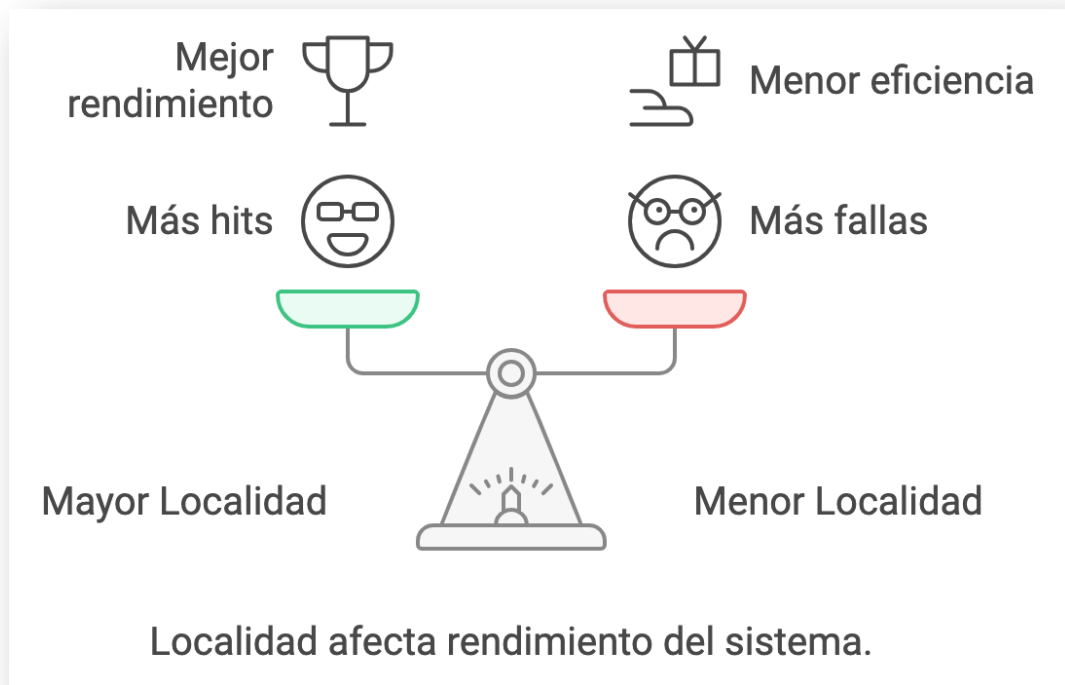 Mejor
rendimiento
Menor eficiencia
Más hits
Más fallas
Mayor Localidad
Menor Localidad
Localidad afecta rendimiento del sistema.